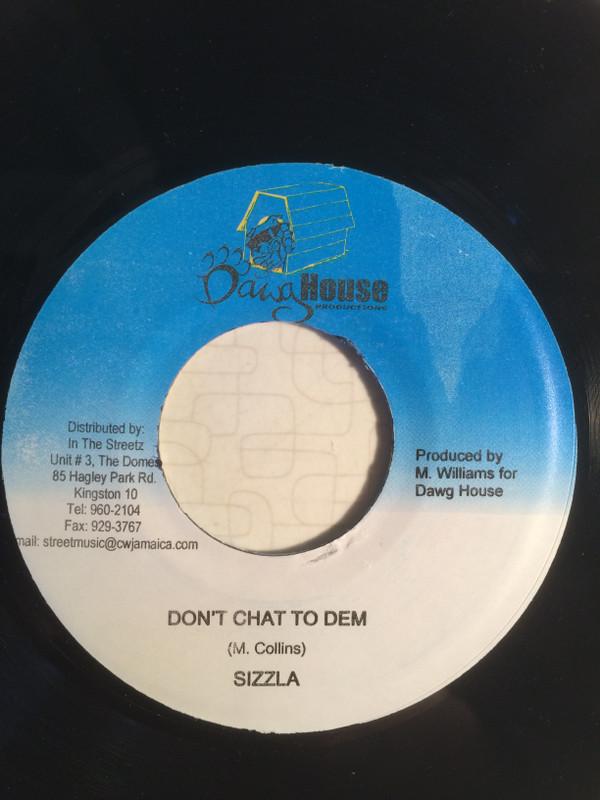 Dawg House
PRODUCTIONS
Distributed by:
In The Streetz
Unit # 3, The Domes
85 Hagley Park Rd.
Kingston 10
Tel: 960-2104
Fax: 929-3767
mail: streetmusic@cwjamaica.com
Produced by
M. Williams for
Dawg House
DON'T CHAT TO DEM
(M. Collins)
SIZZLA